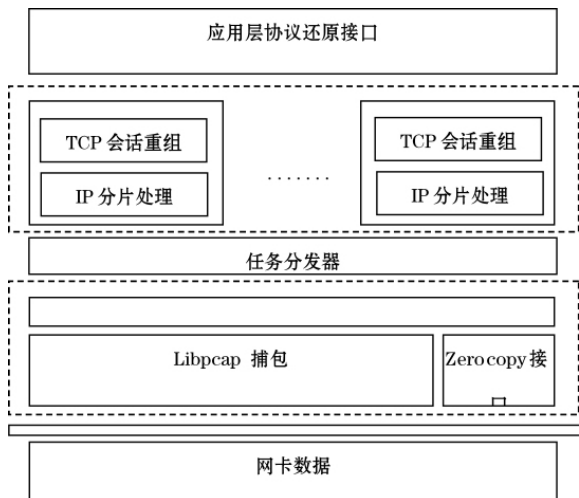 应用层协议还原接口
TCP 会话重组
TCP 会话重组
IP 分片处理
.......
IP 分片处理
任务分发器
Libpcap 捕包
Zerocopy 接口
网卡数据